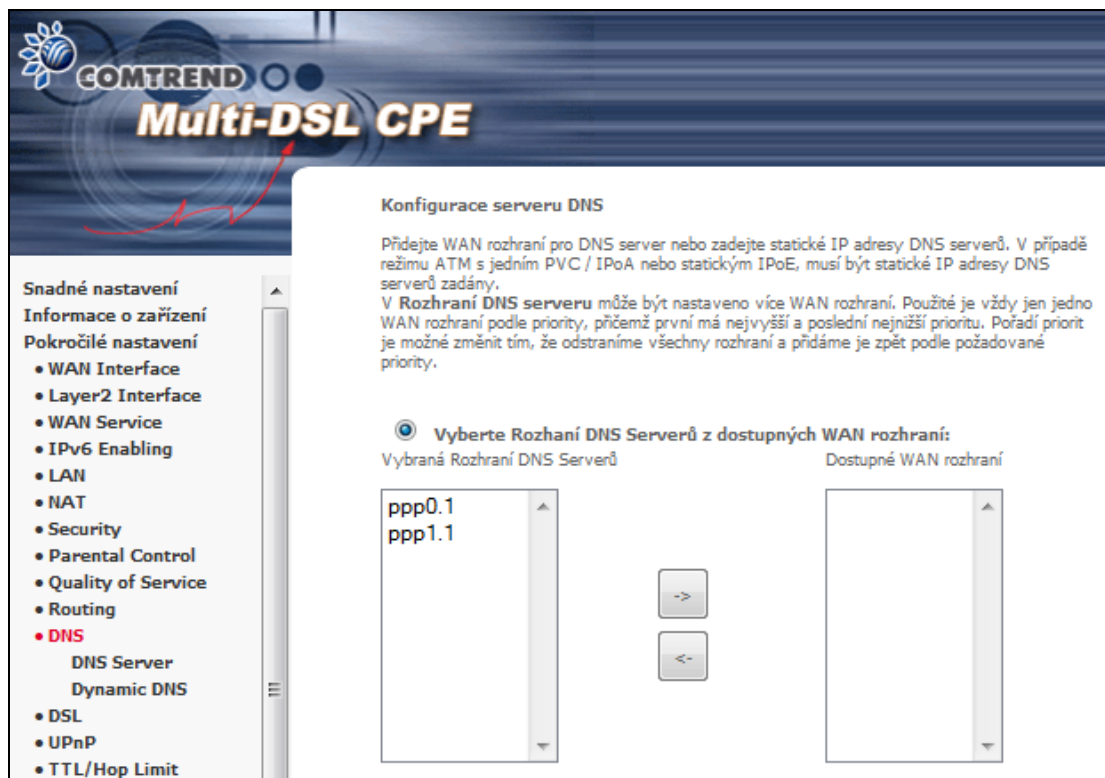 COMTREND
Multi-DSL CPE
Snadné nastavení
Informace o zařízení
Pokročilé nastavení
• WAN Interface
• Layer2 Interface
• WAN Service
• IPv6 Enabling
• LAN
• NAT
• Security
• Parental Control
• Quality of Service
• Routing
• DNS
DNS Server
Dynamic DNS
• DSL
• UPnP
• TTL/Hop Limit
Konfigurace serveru DNS
Přidejte WAN rozhraní pro DNS server nebo zadejte statické IP adresy DNS serverů. V případě
režimu ATM s jedním PVC / IPoA nebo statickým IPoE, musí být statické IP adresy DNS
serverů zadány.
V Rozhraní DNS serveru může být nastaveno více WAN rozhraní. Použité je vždy jen jedno
WAN rozhraní podle priority, přičemž první má nejvyšší a poslední nejnižší prioritu. Pořadí priorit
je možné změnit tím, že odstraníme všechny rozhraní a přidáme je zpět podle požadované
priority.
Vyberte Rozhaní DNS Serverů z dostupných WAN rozhraní:
Vybraná Rozhraní DNS Serverů
Dostupné WAN rozhraní
ppp0.1
ppp1.1
->
<-